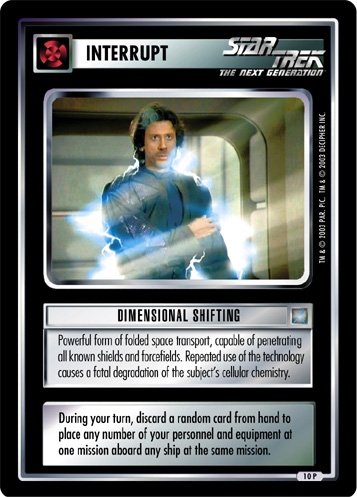 INTERRUPT
STAR TREK
THE NEXT GENERATION
TM & © 2003 PAR. PIC. TM & © 2003 DECIPHER INC.
DIMENSIONAL SHIFTING
Powerful form of folded space transport, capable of penetrating
all known shields and forcefields. Repeated use of the technology
causes a fatal degradation of the subject's cellular chemistry.
During your turn, discard a random card from hand to
place any number of your personnel and equipment at
one mission aboard any ship at the same mission.
10 P